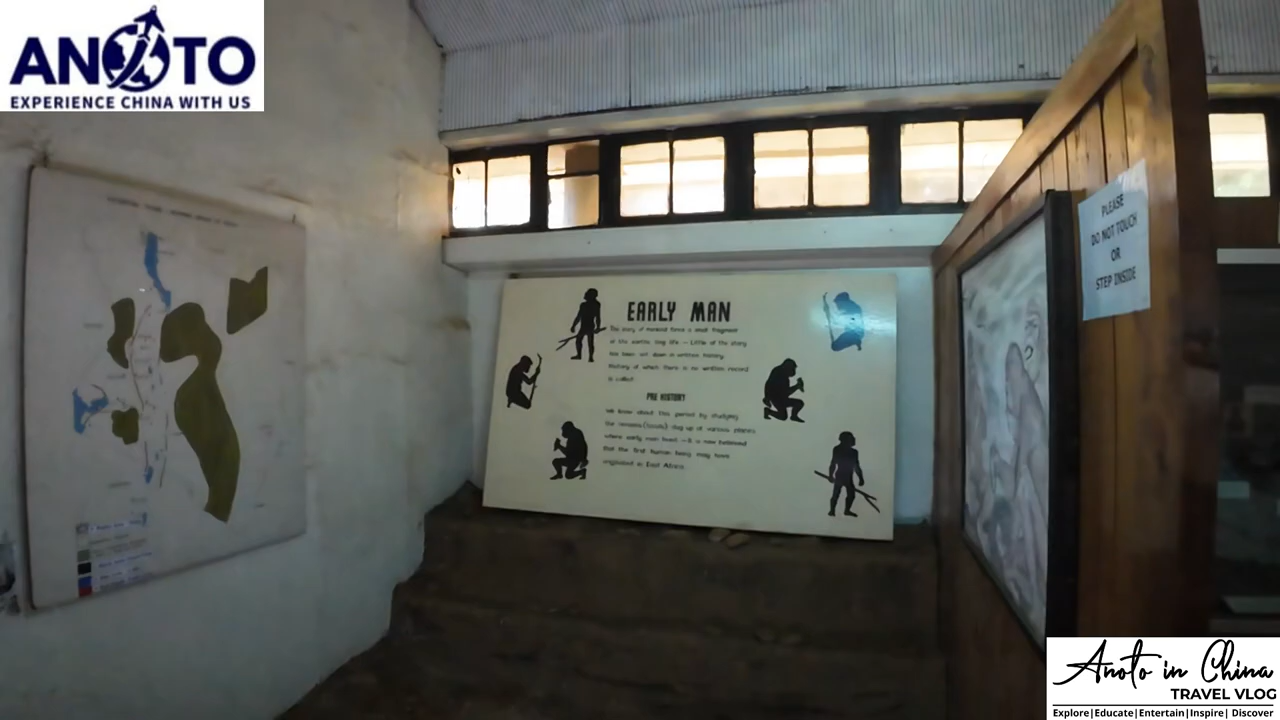 ANOTO
EXPERIENCE CHINA WITH US
EARLY MAN
The story of mankind forms a small fragment
of the earths long life. – Little of the story
has been set down in written history.
History of which there is no written record
is called:
PRE HISTORY
We know about this period by studying
the remains (fossils) dug up at various places
where early man lived. – It is now believed
that the first human being may have
originated in East Africa.
PLEASE
DO NOT TOUCH
OR
STEP INSIDE
Anoto in China
TRAVEL VLOG
Explore|Educate|Entertain|Inspire| Discover